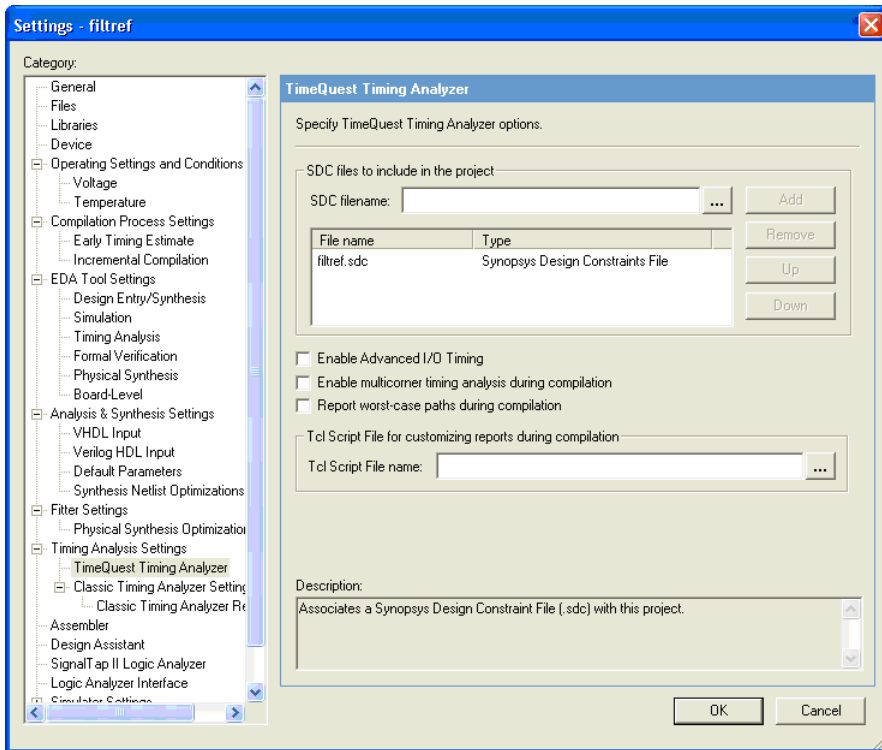 Settings - filtref
Category:
General
Files
Libraries
Device
Operating Settings and Conditions
Voltage
Temperature
Compilation Process Settings
Early Timing Estimate
Incremental Compilation
EDA Tool Settings
Design Entry/Synthesis
Simulation
Timing Analysis
Formal Verification
Physical Synthesis
Board-Level
Analysis & Synthesis Settings
VHDL Input
Verilog HDL Input
Default Parameters
Synthesis Netlist Optimizations
Fitter Settings
Physical Synthesis Optimization
Timing Analysis Settings
TimeQuest Timing Analyzer
Classic Timing Analyzer Setting
Classic Timing Analyzer Re
Assembler
Design Assistant
SignalTap II Logic Analyzer
Logic Analyzer Interface
Simulator Settings
TimeQuest Timing Analyzer
Specify TimeQuest Timing Analyzer options.
SDC files to include in the project
SDC filename: ... Add
File name Type Remove
filtref.sdc Synopsys Design Constraints File Up
Down
Enable Advanced I/O Timing
Enable multicorner timing analysis during compilation
Report worst-case paths during compilation
Tcl Script File for customizing reports during compilation
Tcl Script File name: ...
Description:
Associates a Synopsys Design Constraint File (.sdc) with this project.
OK Cancel